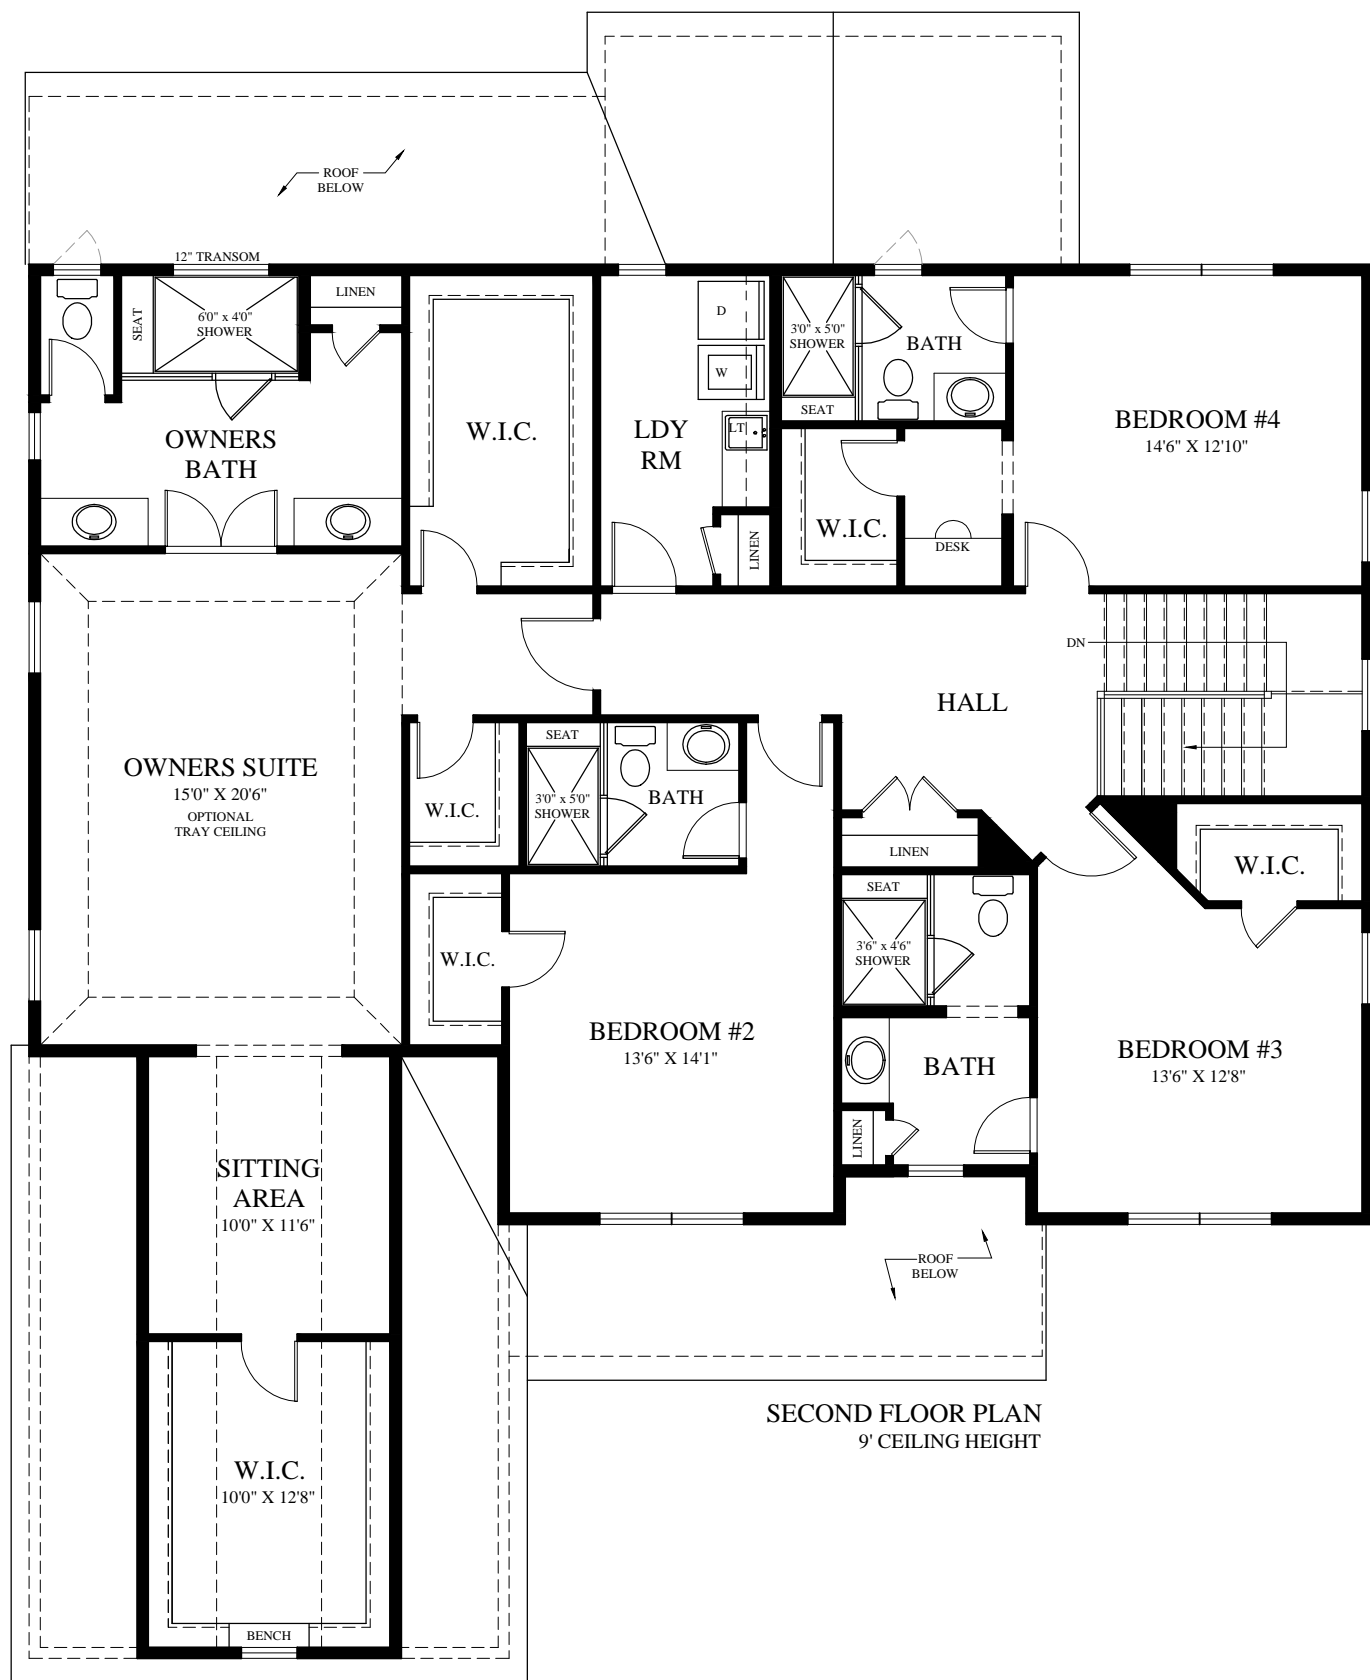 ROOF
BELOW
12" TRANSOM
SEAT
6'0" x 4'0"
SHOWER
LINEN
OWNERS
BATH
W.I.C.
D
W
LT
LDY
RM
LINEN
3'0" x 5'0"
SHOWER
SEAT
BATH
W.I.C.
DESK
BEDROOM #4
14'6" X 12'10"
DN
HALL
OWNERS SUITE
15'0" X 20'6"
OPTIONAL
TRAY CEILING
W.I.C.
SEAT
3'0" x 5'0"
SHOWER
BATH
LINEN
W.I.C.
W.I.C.
SEAT
3'6" x 4'6"
SHOWER
BEDROOM #2
13'6" X 14'1"
BATH
LINEN
BEDROOM #3
13'6" X 12'8"
SITTING
AREA
10'0" X 11'6"
ROOF
BELOW
SECOND FLOOR PLAN
9' CEILING HEIGHT
W.I.C.
10'0" X 12'8"
BENCH